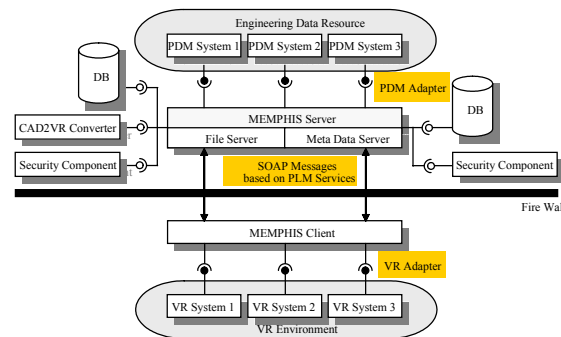 Engineering Data Resource
PDM System 1
PDM System 2
PDM System 3
DB
PDM Adapter
DB
MEMPHIS Server
CAD2VR Converter
File Server
Meta Data Server
Security Component
SOAP Messages
based on PLM Services
Security Component
Fire Wal
MEMPHIS Client
VR Adapter
VR System 1
VR System 2
VR System 3
VR Environment